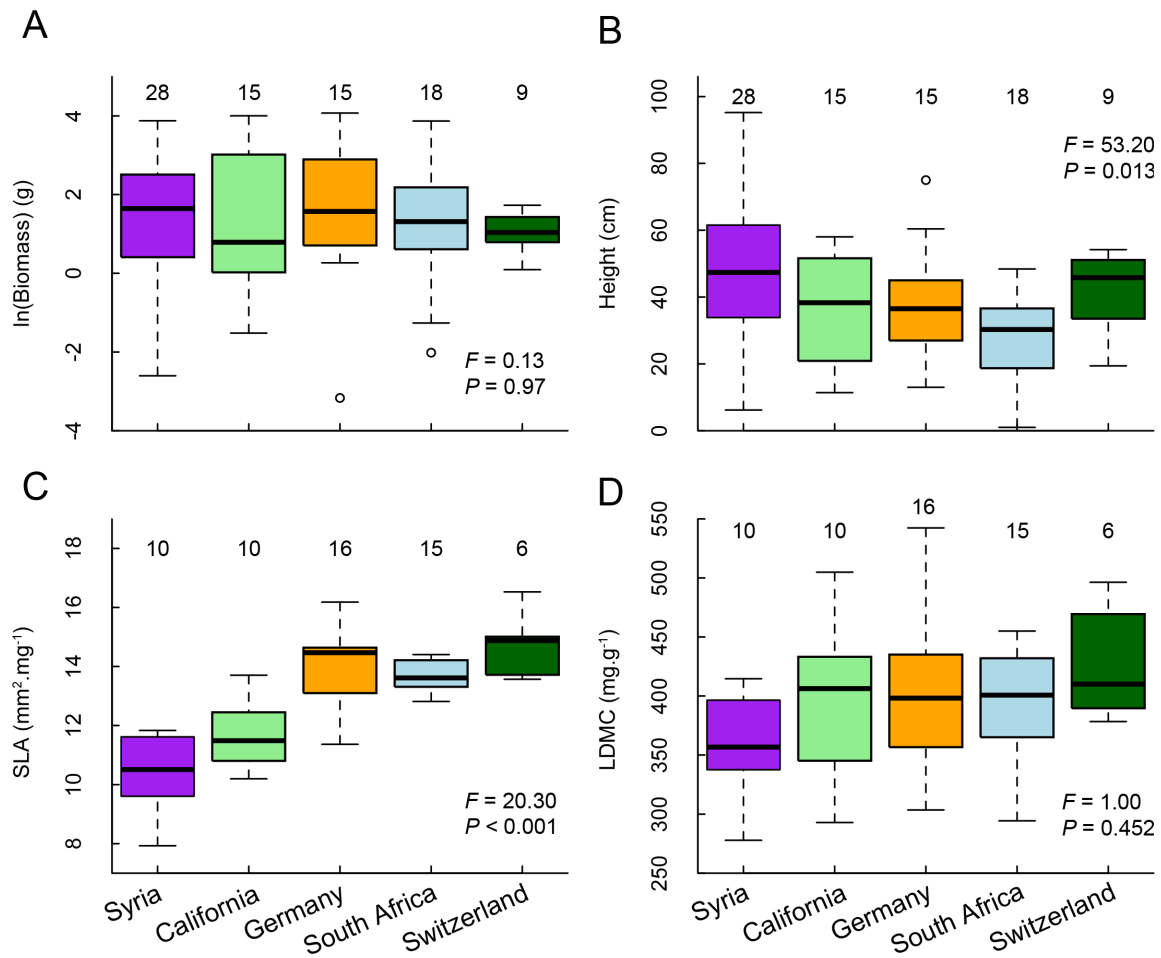 A
28 15 15 18 9
4
2
0
-2
-4
ln(Biomass) (g)
F = 0.13
P = 0.97
B
28 15 15 18 9
100
80
60
40
20
0
Height (cm)
F = 53.20
P = 0.013
C
10 10 16 15 6
18
16
14
12
10
8
SLA (mm².mg⁻¹)
F = 20.30
P < 0.001
Syria California Germany South Africa Switzerland
D
10 10 16 15 6
550
500
450
400
350
300
250
LDMC (mg.g⁻¹)
F = 1.00
P = 0.452
Syria California Germany South Africa Switzerland